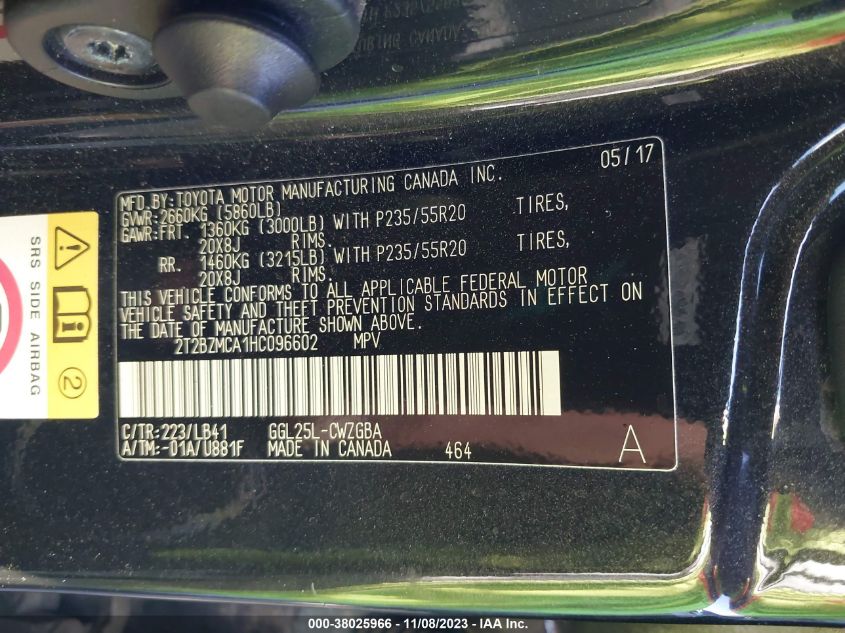 05/17
MFD.BY:TOYOTA MOTOR MANUFACTURING CANADA INC.
GVWR:2660KG (5860LB)
GAWR:FRT. 1360KG (3000LB) WITH P235/55R20 TIRES,
20X8J RIMS.
RR. 1460KG (3215LB) WITH P235/55R20 TIRES,
20X8J RIMS.
THIS VEHICLE CONFORMS TO ALL APPLICABLE FEDERAL MOTOR
VEHICLE SAFETY AND THEFT PREVENTION STANDARDS IN EFFECT ON
THE DATE OF MANUFACTURE SHOWN ABOVE.
2T2BZMCA1HC096602 MPV
C/TR:223/LB41 GGL25L-CWZGBA
A/TM:-01A/U881F MADE IN CANADA 464 A
SRS SIDE AIRBAG
2
000-38025966 - 11/08/2023 - IAA Inc.